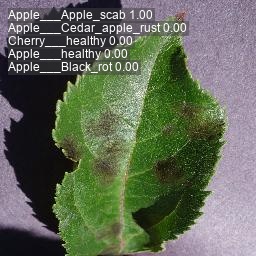 Apple___Apple_scab 1.00
Apple___Cedar_apple_rust 0.00
Cherry___healthy 0.00
Apple___healthy 0.00
Apple___Black_rot 0.00